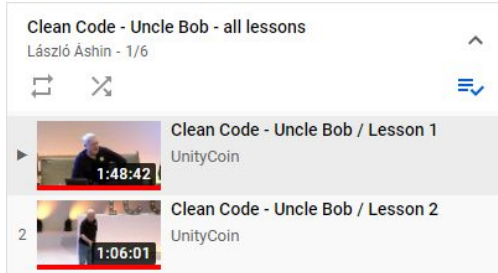 Clean Code - Uncle Bob - all lessons
László Áshin - 1/6
Clean Code - Uncle Bob / Lesson 1
UnityCoin
1:48:42
Clean Code - Uncle Bob / Lesson 2
2
UnityCoin
1:06:01